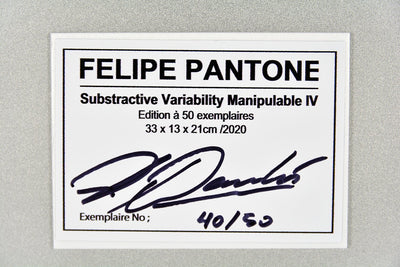 FELIPE PANTONE
Substractive Variability Manipulable IV
Edition à 50 exemplaires
33 x 13 x 21cm /2020
Exemplaire No ; 40/50